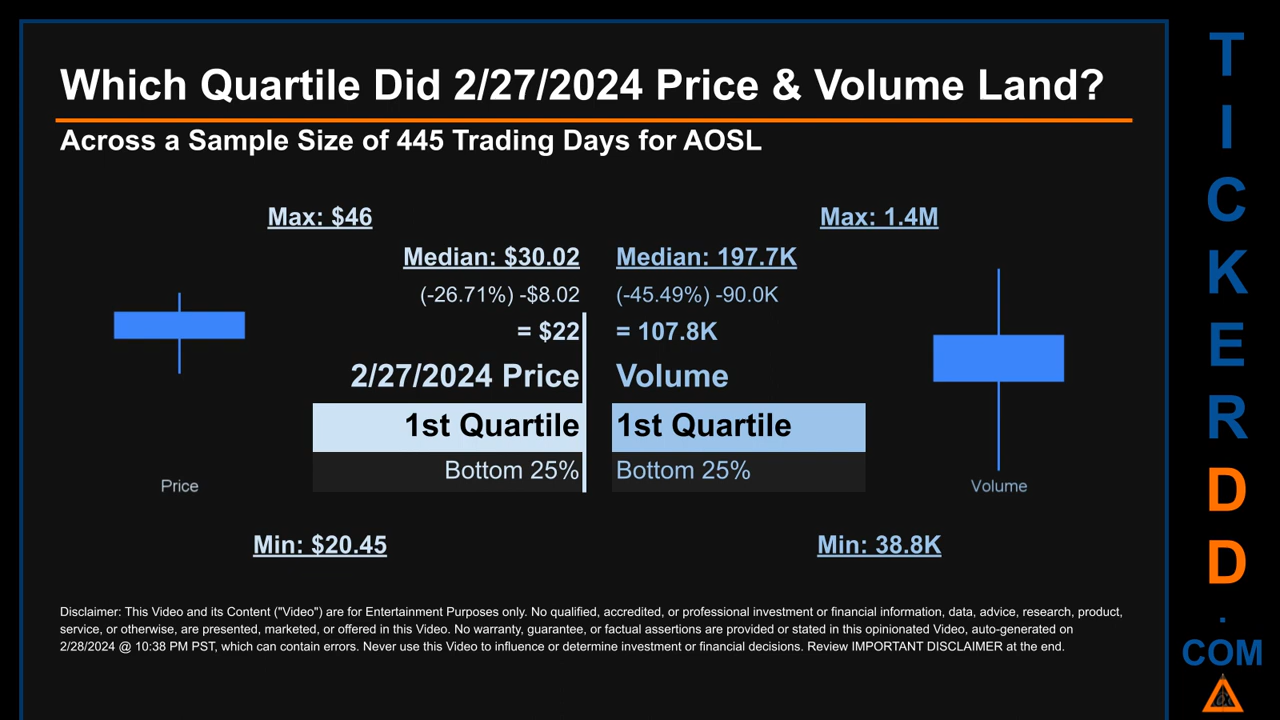 Which Quartile Did 2/27/2024 Price & Volume Land?
Across a Sample Size of 445 Trading Days for AOSL
Max: $46
Max: 1.4M
Median: $30.02
Median: 197.7K
(-26.71%) -$8.02
(-45.49%) -90.0K
= $22
= 107.8K
2/27/2024 Price
Volume
1st Quartile
1st Quartile
Bottom 25%
Bottom 25%
Price
Volume
Min: $20.45
Min: 38.8K
Disclaimer: This Video and its Content ("Video") are for Entertainment Purposes only. No qualified, accredited, or professional investment or financial information, data, advice, research, product,
service, or otherwise, are presented, marketed, or offered in this Video. No warranty, guarantee, or factual assertions are provided or stated in this opinionated Video, auto-generated on
2/28/2024 @ 10:38 PM PST, which can contain errors. Never use this Video to influence or determine investment or financial decisions. Review IMPORTANT DISCLAIMER at the end.
T
I
C
K
E
R
D
D
.
COM